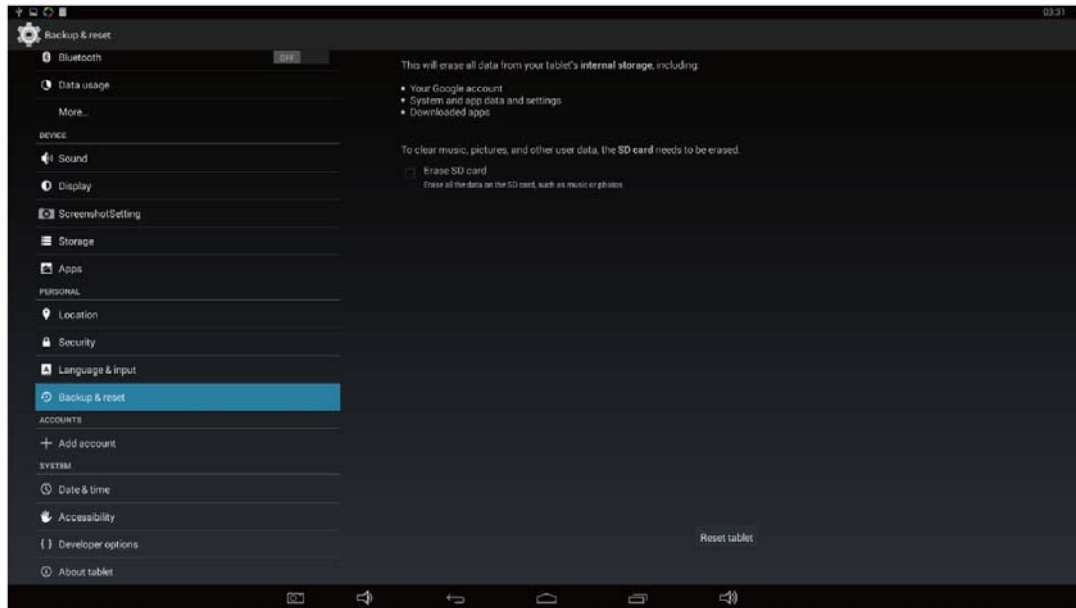 03:31
Backup & reset
Bluetooth
OFF
Data usage
More...
DEVICE
Sound
Display
ScreenshotSetting
Storage
Apps
PERSONAL
Location
Security
Language & input
Backup & reset
ACCOUNTS
Add account
SYSTEM
Date & time
Accessibility
Developer options
About tablet
This will erase all data from your tablet's internal storage, including:
• Your Google account
• System and app data and settings
• Downloaded apps
To clear music, pictures, and other user data, the SD card needs to be erased.
Erase SD card
Erase all the data on the SD card, such as music or photos
Reset tablet